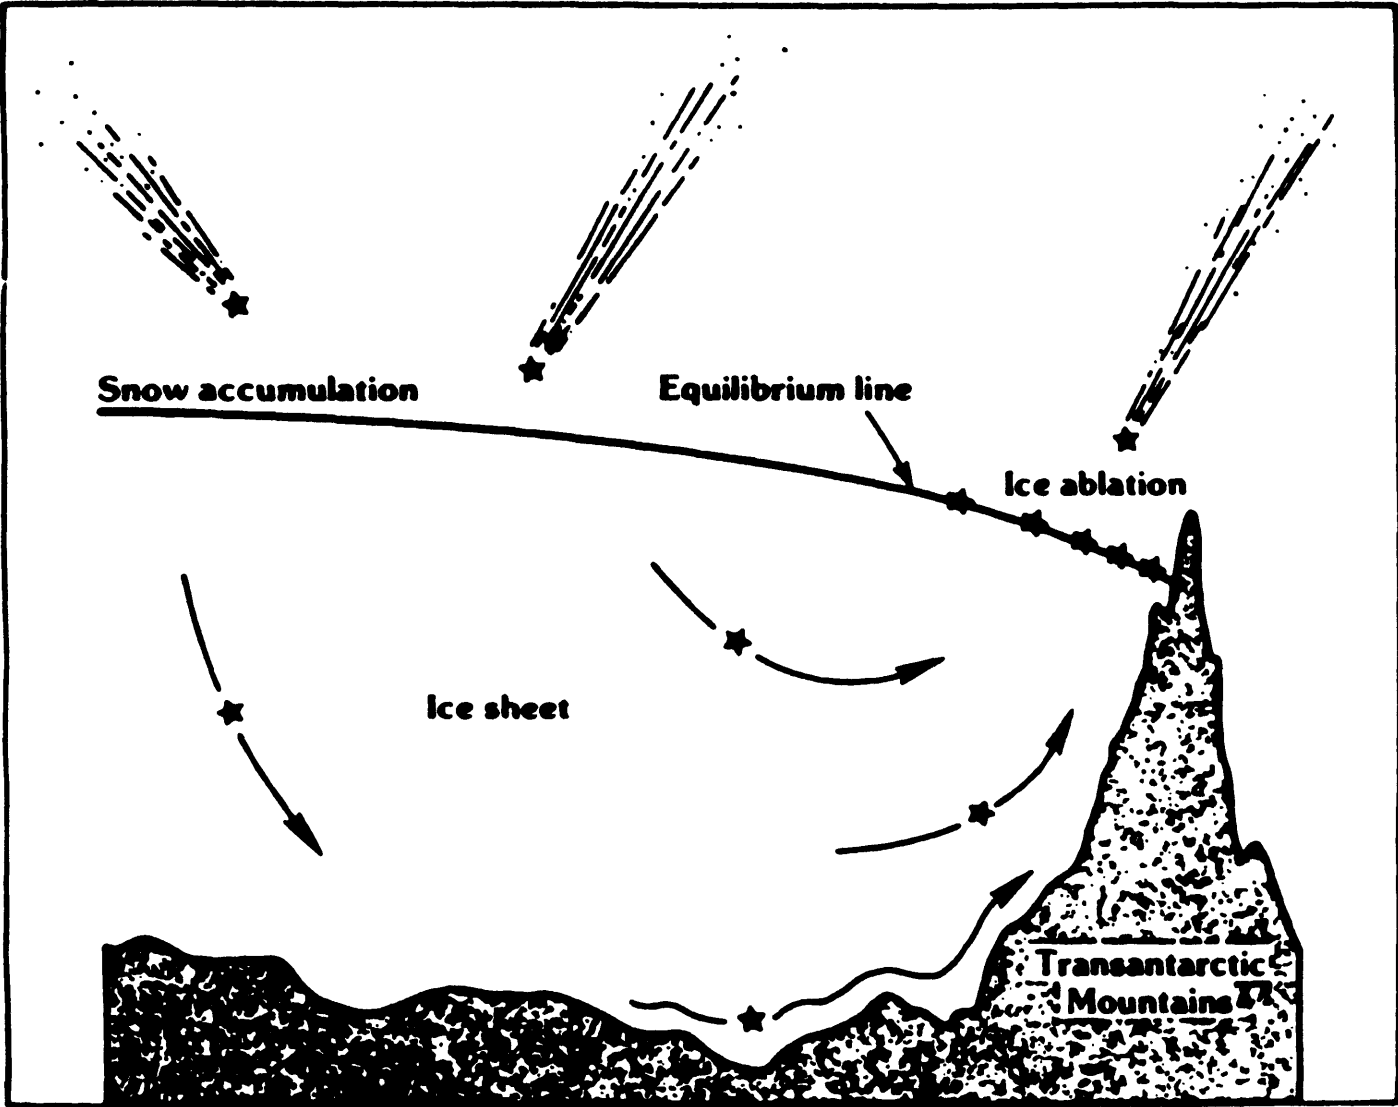 Snow accumulation
Equilibrium line
Ice ablation
Ice sheet
Transantarctic
Mountains